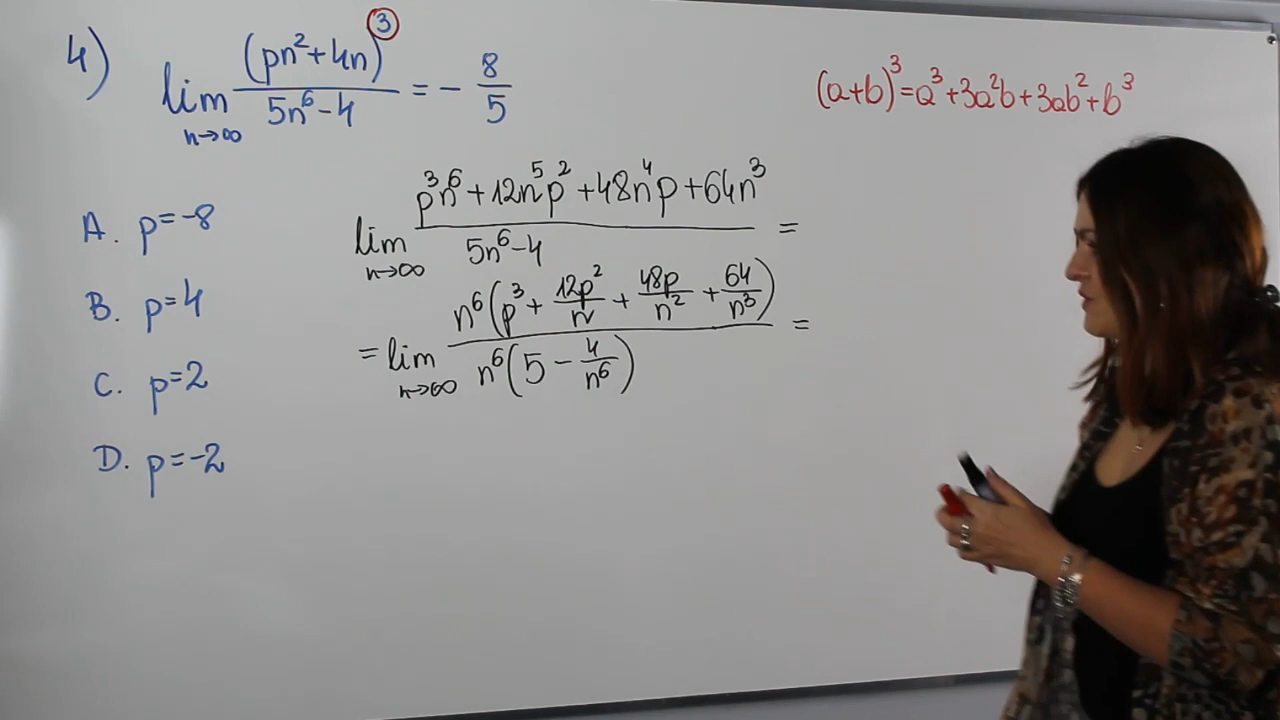 4) lim n→∞ (pn²+4n)³ / 5n⁶-4 = - 8/5
(a+b)³=a³+3a²b+3ab²+b³
lim n→∞ p³n⁶+12n⁵p²+48n⁴p+64n³ / 5n⁶-4 =
= lim n→∞ n⁶(p³+ 12p²/n + 48p/n² + 64/n³) / n⁶(5 - 4/n⁶) =
A. p=-8
B. p=4
C. p=2
D. p=-2